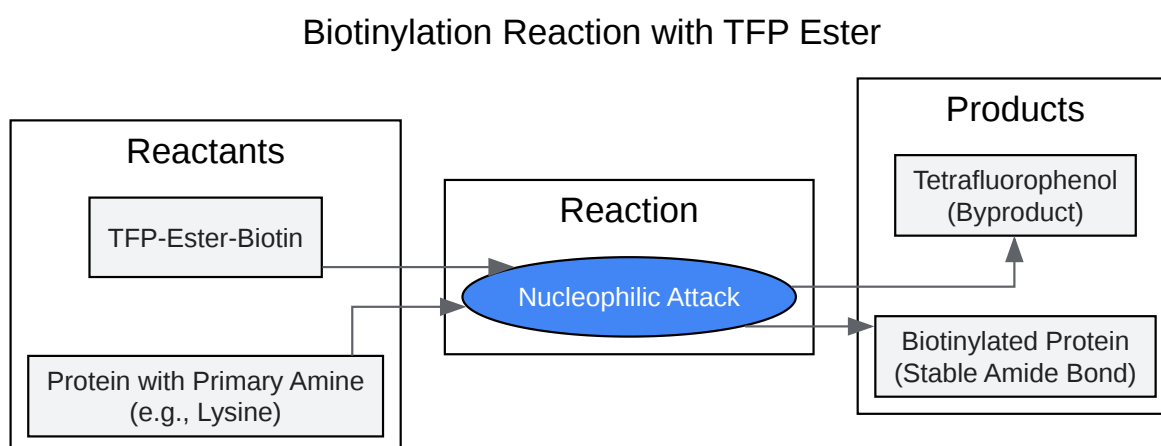 Biotinylation Reaction with TFP Ester
Reactants
TFP-Ester-Biotin
Protein with Primary Amine
(e.g., Lysine)
Reaction
Nucleophilic Attack
Products
Tetrafluorophenol
(Byproduct)
Biotinylated Protein
(Stable Amide Bond)